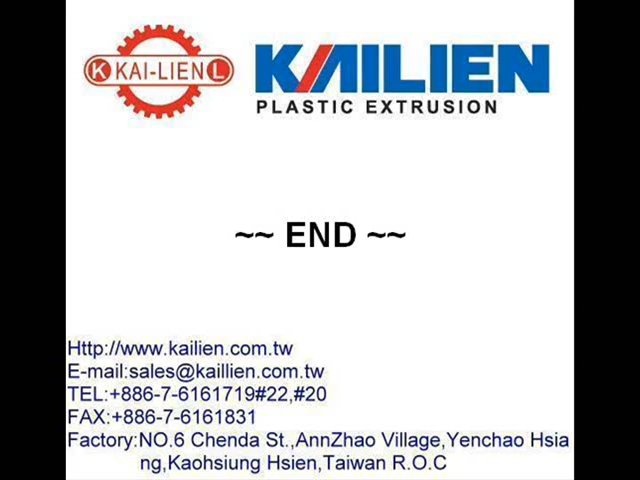 K KAI-LIEN L
KAILIEN
PLASTIC EXTRUSION
~~ END ~~
Http://www.kailien.com.tw
E-mail:sales@kaillien.com.tw
TEL:+886-7-6161719#22,#20
FAX:+886-7-6161831
Factory:NO.6 Chenda St.,AnnZhao Village,Yenchao Hsia
ng,Kaohsiung Hsien,Taiwan R.O.C